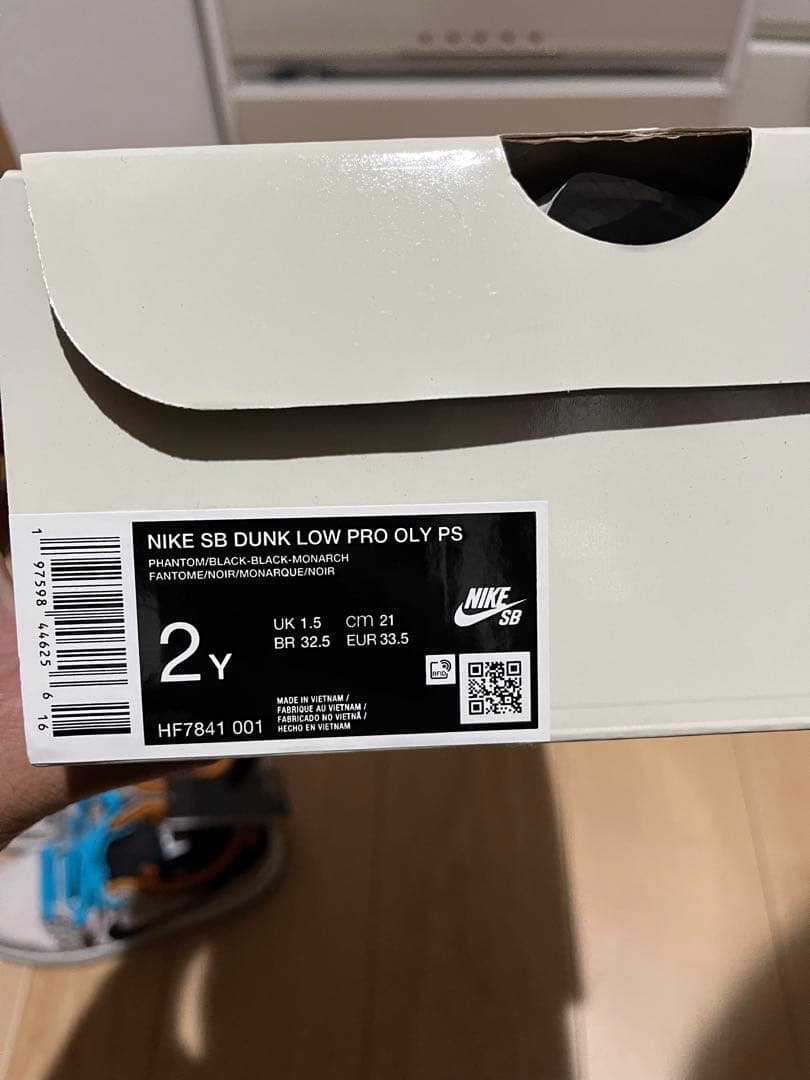 NIKE SB DUNK LOW PRO OLY PS
PHANTOM/BLACK-BLACK-MONARCH
FANTOME/NOIR/MONARQUE/NOIR
2Y
UK 1.5 cm 21
BR 32.5 EUR 33.5
NIKE
SB
RFID
HF7841 001
MADE IN VIETNAM /
FABRIQUE AU VIETNAM /
FABRICADO NO VIETNÃ /
HECHO EN VIETNAM
1 97598 44625 6 16